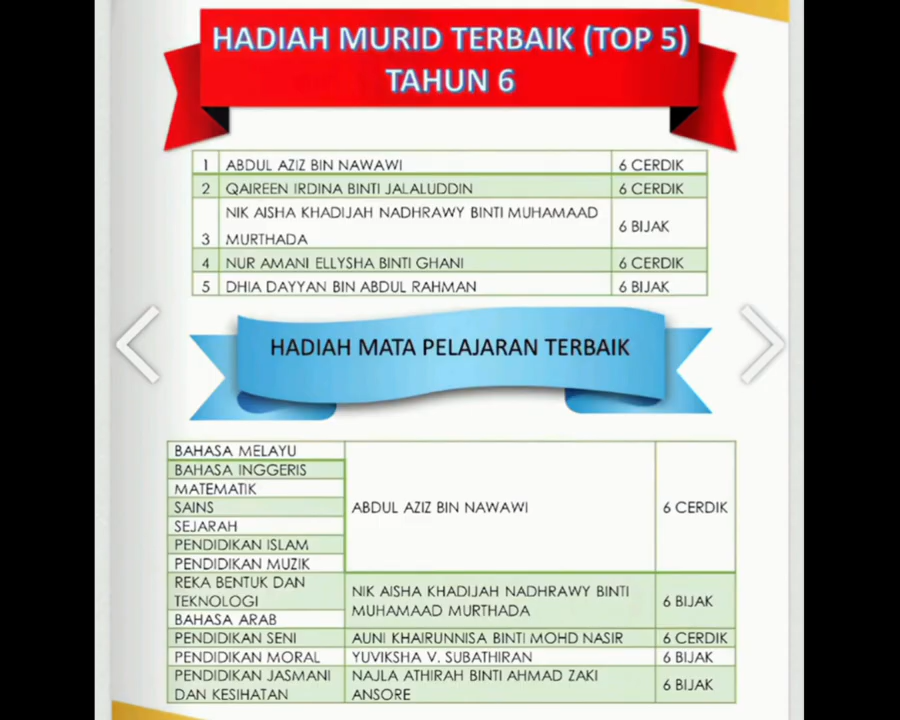 HADIAH MURID TERBAIK (TOP 5)
TAHUN 6
1 ABDUL AZIZ BIN NAWAWI 6 CERDIK
2 QAIREEN IRDINA BINTI JALALUDDIN 6 CERDIK
3 NIK AISHA KHADIJAH NADHRAWY BINTI MUHAMAAD
MURTHADA 6 BIJAK
4 NUR AMANI ELLYSHA BINTI GHANI 6 CERDIK
5 DHIA DAYYAN BIN ABDUL RAHMAN 6 BIJAK
HADIAH MATA PELAJARAN TERBAIK
BAHASA MELAYU
BAHASA INGGERIS
MATEMATIK
SAINS
SEJARAH
PENDIDIKAN ISLAM
PENDIDIKAN MUZIK
ABDUL AZIZ BIN NAWAWI 6 CERDIK
REKA BENTUK DAN
TEKNOLOGI
BAHASA ARAB
NIK AISHA KHADIJAH NADHRAWY BINTI
MUHAMAAD MURTHADA 6 BIJAK
PENDIDIKAN SENI AUNI KHAIRUNNISA BINTI MOHD NASIR 6 CERDIK
PENDIDIKAN MORAL YUVIKSHA V. SUBATHIRAN 6 BIJAK
PENDIDIKAN JASMANI
DAN KESIHATAN
NAJLA ATHIRAH BINTI AHMAD ZAKI
ANSORE 6 BIJAK